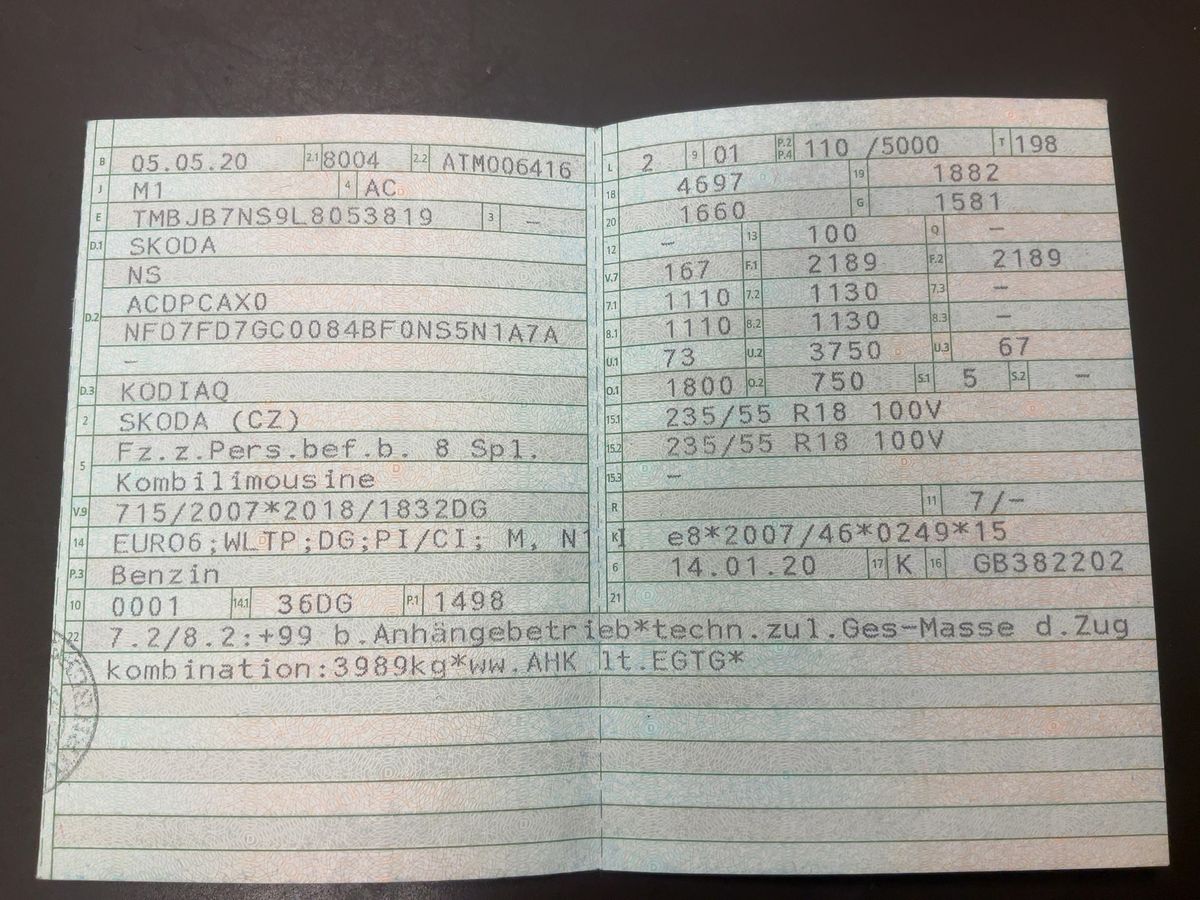 B 05.05.20 2.1 8004 2.2 ATM006416
J M1 4 AC
E TMBJB7NS9L8053819 3 –
D.1 SKODA
NS
D.2 ACDPCAX0
NFD7FD7GC0084BF0NS5N1A7A
–
D.3 KODIAQ
2 SKODA (CZ)
5 Fz.z.Pers.bef.b. 8 Spl.
Kombilimousine
V.9 715/2007*2018/1832DG
14 EURO6;WLTP;DG;PI/CI; M, N1 I
P.3 Benzin
10 0001 14.1 36DG P.1 1498
L 2 9 01 P.2 P.4 110 /5000 T 198
18 4697 19 1882
20 1660 G 1581
12 – 13 100 Q –
V.7 167 F.1 2189 F.2 2189
7.1 1110 7.2 1130 7.3 –
8.1 1110 8.2 1130 8.3 –
U.1 73 U.2 3750 U.3 67
O.1 1800 O.2 750 S.1 5 S.2 –
15.1 235/55 R18 100V
15.2 235/55 R18 100V
15.3 –
R 11 7/–
K e8*2007/46*0249*15
6 14.01.20 17 K 16 GB382202
21
22 7.2/8.2:+99 b.Anhängebetrieb*techn.zul.Ges-Masse d.Zug
kombination:3989kg*ww.AHK lt.EGTG*